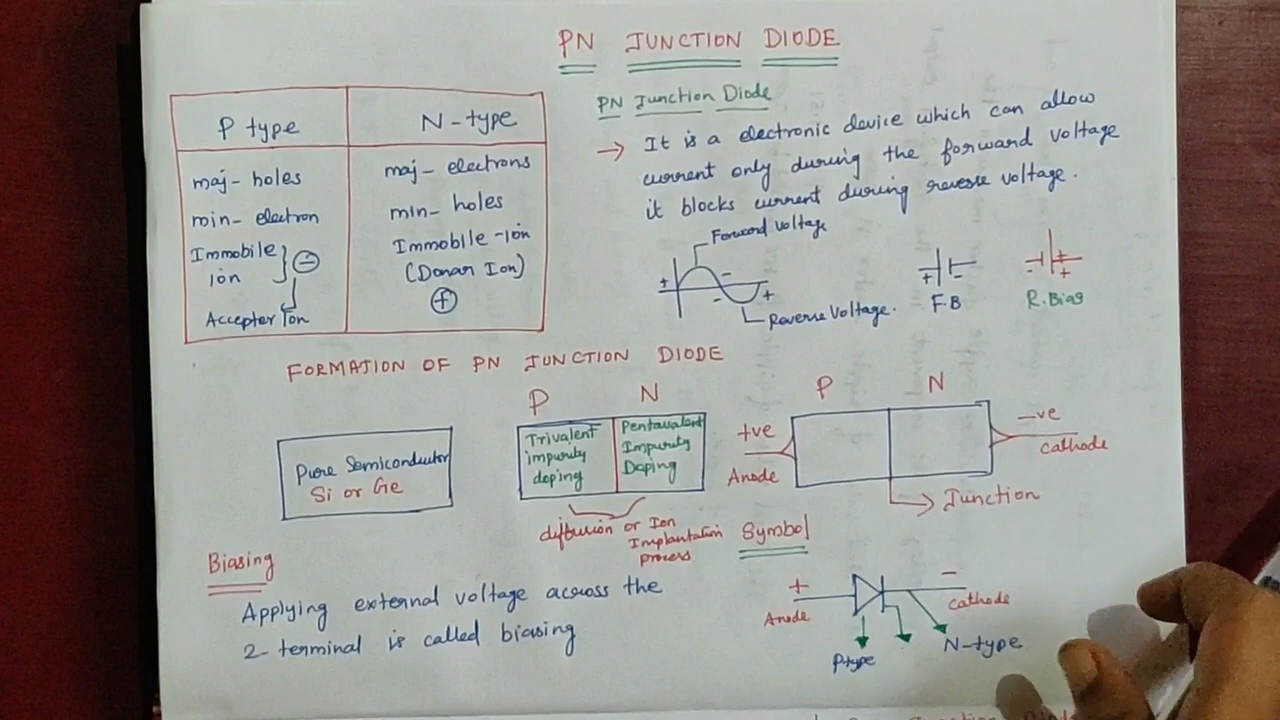 PN JUNCTION DIODE
P type
N-type
maj- holes
maj- electrons
min- electron
min- holes
Immobile
ion
−
Immobile -ion
(Donar Ion)
+
Accepter Ion
PN Junction Diode
→ It is a electronic device which can allow
current only during the forward voltage
it blocks current during reverse voltage.
Forward voltage
+ −
− +
Reverse Voltage.
+ −
F.B
- +
+
R.Bias
FORMATION OF PN JUNCTION DIODE
Pure Semiconductor
Si or Ge
P N
Trivalent
impurity
doping
Pentavalent
Impurity
Doping
diffusion or Ion
Implantation
process
P N
+ve
Anode
−ve
cathode
Junction
Biasing
Applying external voltage across the
2- terminal is called biasing
Symbol
+ −
Anode
cathode
P-type
N-type